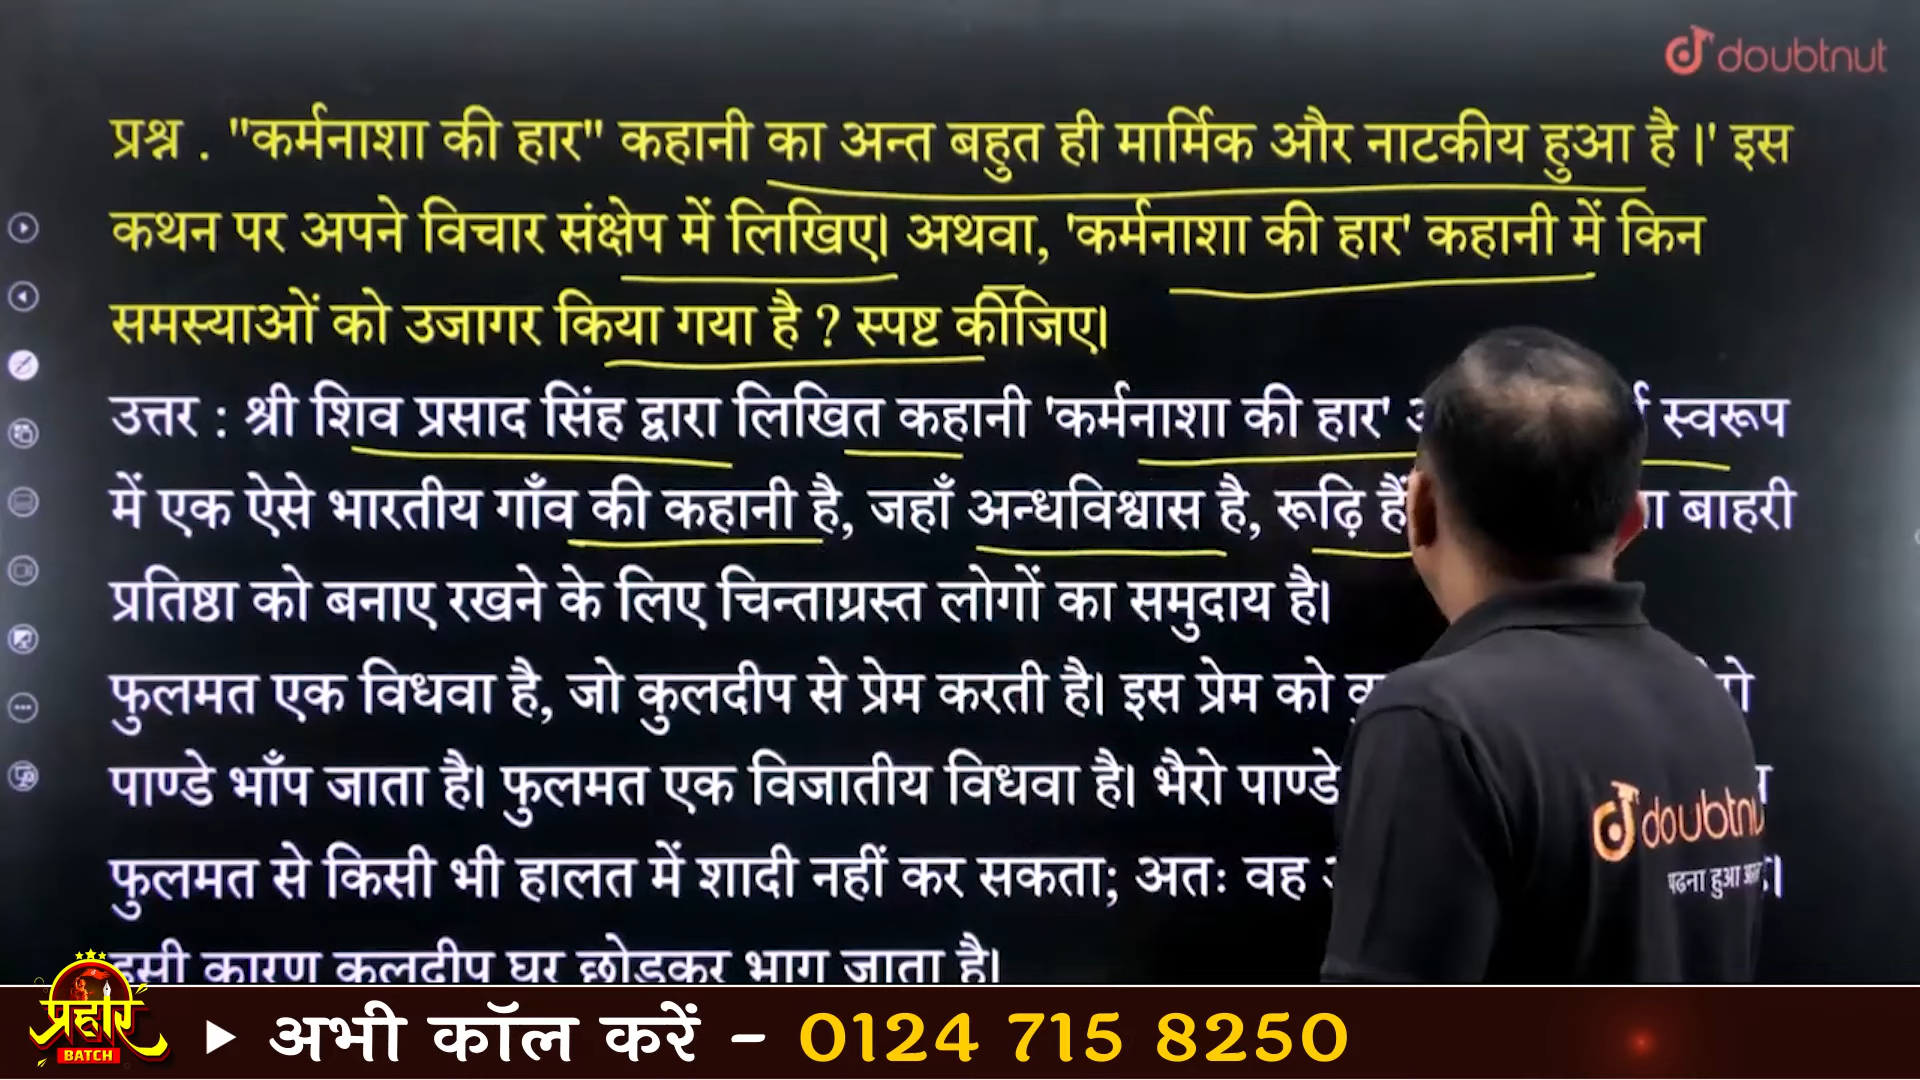 doubtnut
प्रश्न . "कर्मनाशा की हार" कहानी का अन्त बहुत ही मार्मिक और नाटकीय हुआ है ।' इस
कथन पर अपने विचार संक्षेप में लिखिए। अथवा, 'कर्मनाशा की हार' कहानी में किन
समस्याओं को उजागर किया गया है ? स्पष्ट कीजिए।
उत्तर : श्री शिव प्रसाद सिंह द्वारा लिखित कहानी 'कर्मनाशा की हार' स्वरूप
में एक ऐसे भारतीय गाँव की कहानी है, जहाँ अन्धविश्वास है, रूढ़ि हैं बाहरी
प्रतिष्ठा को बनाए रखने के लिए चिन्ताग्रस्त लोगों का समुदाय है।
फुलमत एक विधवा है, जो कुलदीप से प्रेम करती है। इस प्रेम को
पाण्डे भाँप जाता है। फुलमत एक विजातीय विधवा है। भैरो पाण्डे
फुलमत से किसी भी हालत में शादी नहीं कर सकता; अतः वह
इसी कारण कुलदीप घर छोड़कर भाग जाता है।
doubtnu
पढना हुआ
प्रहार
BATCH
अभी कॉल करें - 0124 715 8250